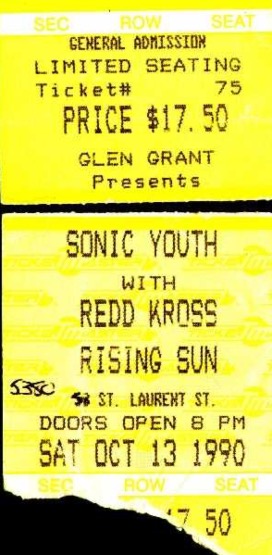 SEC ROW SEAT
GENERAL ADMISSION
LIMITED SEATING
Ticket# 75
PRICE $17.50
GLEN GRANT
Presents
SONIC YOUTH
WITH
REDD KROSS
RISING SUN
5380 ST. LAURENT ST.
DOORS OPEN 8 PM
SAT OCT 13 1990
SEC ROW SEAT
17.50